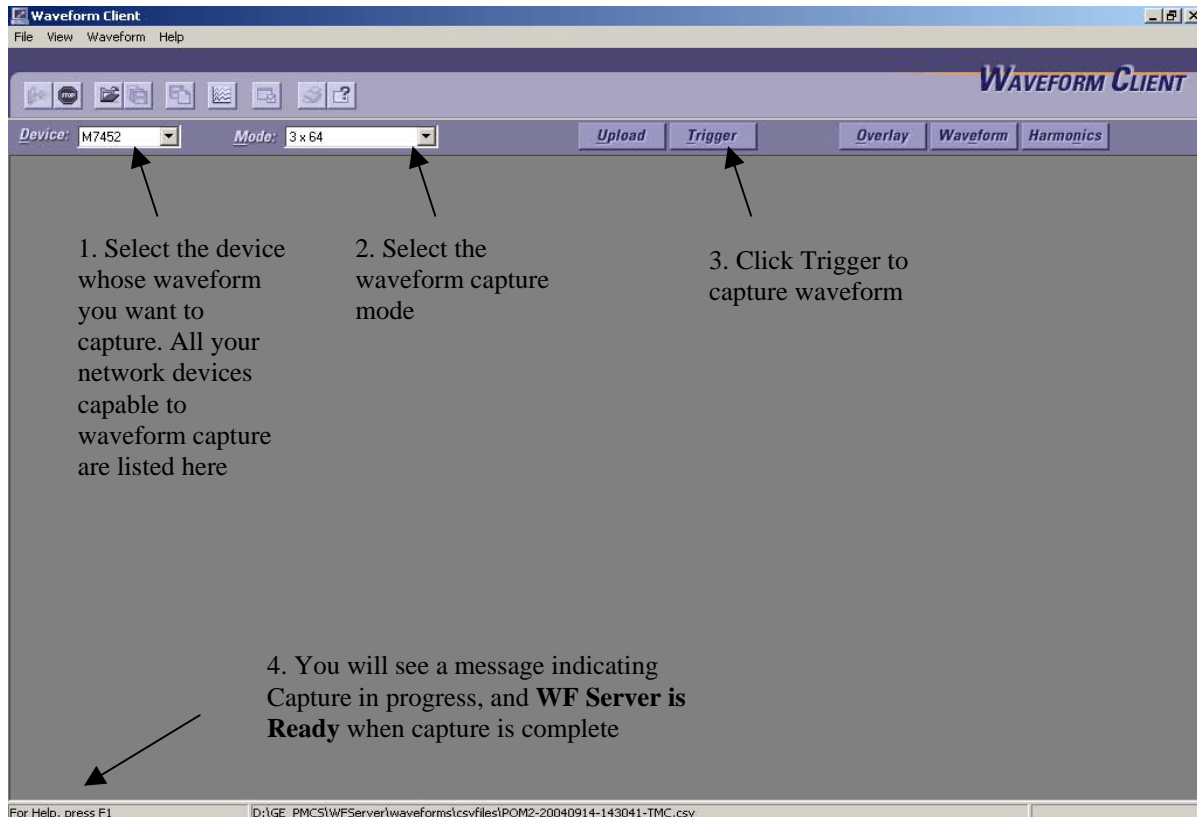 Waveform Client
File View Waveform Help
WAVEFORM CLIENT
STOP
Device: M7452 Mode: 3 x 64 Upload Trigger Overlay Waveform Harmonics
1. Select the device
whose waveform
you want to
capture. All your
network devices
capable to
waveform capture
are listed here
2. Select the
waveform capture
mode
3. Click Trigger to
capture waveform
4. You will see a message indicating
Capture in progress, and WF Server is
Ready when capture is complete
For Help, press F1 D:\GE_PMCS\WFServer\waveforms\csvfiles\POM2-20040914-143041-TMC.csv